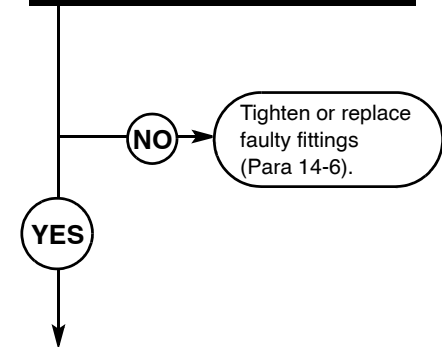 NO
Tighten or replace
faulty fittings
(Para 14-6).
YES